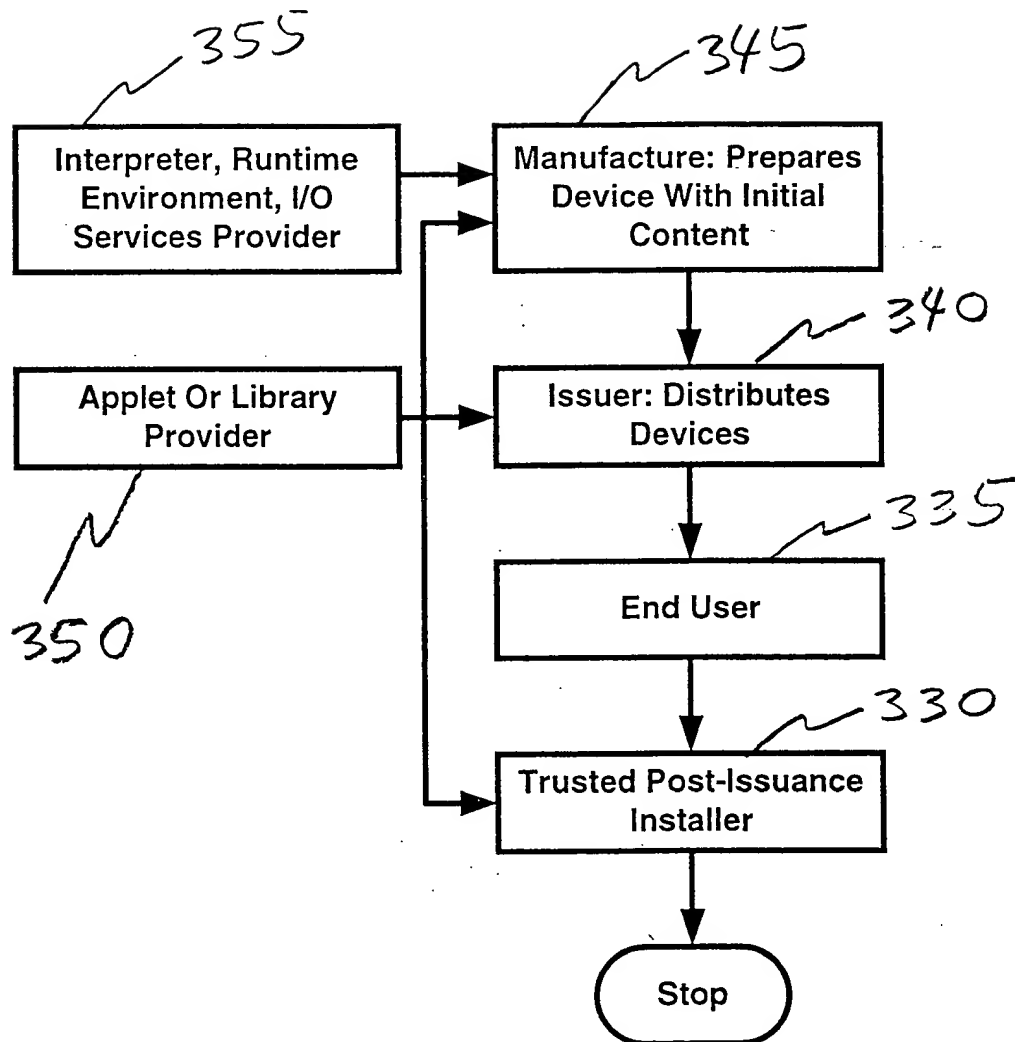 355
345
Interpreter, Runtime
Environment, I/O
Services Provider
Manufacture: Prepares
Device With Initial
Content
340
Applet Or Library
Provider
Issuer: Distributes
Devices
350
335
End User
330
Trusted Post-Issuance
Installer
Stop